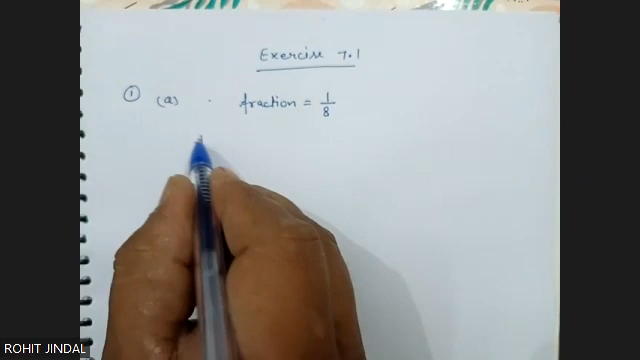 Exercise 7.1
① (a) . fraction = 1/8
ROHIT JINDAL